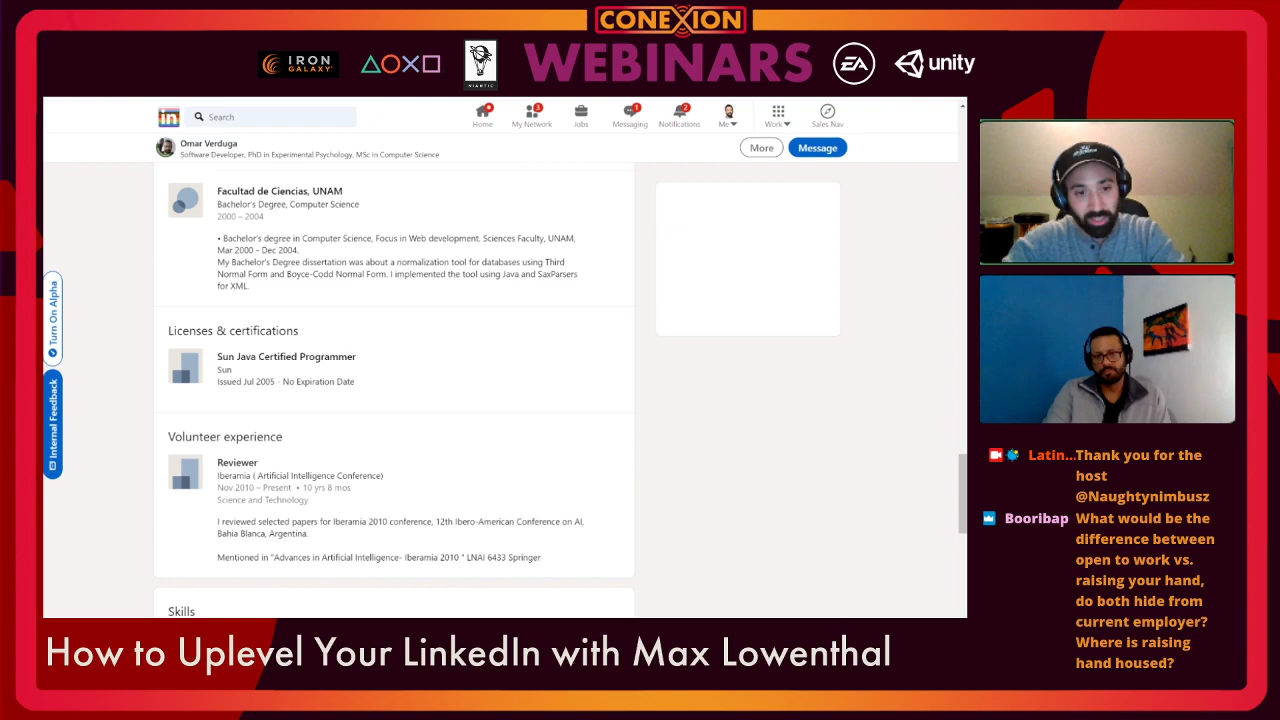 CONEXION
IRON
GALAXY
NIANTIC
WEBINARS
EA
unity
in
Search
Home
My Network
3
Jobs
Messaging
1
Notifications
2
Me
Work
Sales Nav
Omar Verduga
Software Developer, PhD in Experimental Psychology, MSc in Computer Science
More
Message
Facultad de Ciencias, UNAM
Bachelor's Degree, Computer Science
2000 – 2004
• Bachelor's degree in Computer Science, Focus in Web development. Sciences Faculty, UNAM,
Mar 2000 - Dec 2004.
My Bachelor's Degree dissertation was about a normalization tool for databases using Third
Normal Form and Boyce-Codd Normal Form. I implemented the tool using Java and SaxParsers
for XML.
Turn On Alpha
Internal Feedback
Licenses & certifications
Sun Java Certified Programmer
Sun
Issued Jul 2005 · No Expiration Date
Volunteer experience
Reviewer
Iberamia ( Artificial Intelligence Conference)
Nov 2010 – Present • 10 yrs 8 mos
Science and Technology
I reviewed selected papers for Iberamia 2010 conference, 12th Ibero-American Conference on AI,
Bahia Blanca, Argentina.
Mentioned in "Advances in Artificial Intelligence- Iberamia 2010 " LNAI 6433 Springer
Skills
Latin... Thank you for the
host
@Naughtynimbusz
Booribap What would be the
difference between
open to work vs.
raising your hand,
do both hide from
current employer?
Where is raising
hand housed?
How to Uplevel Your LinkedIn with Max Lowenthal